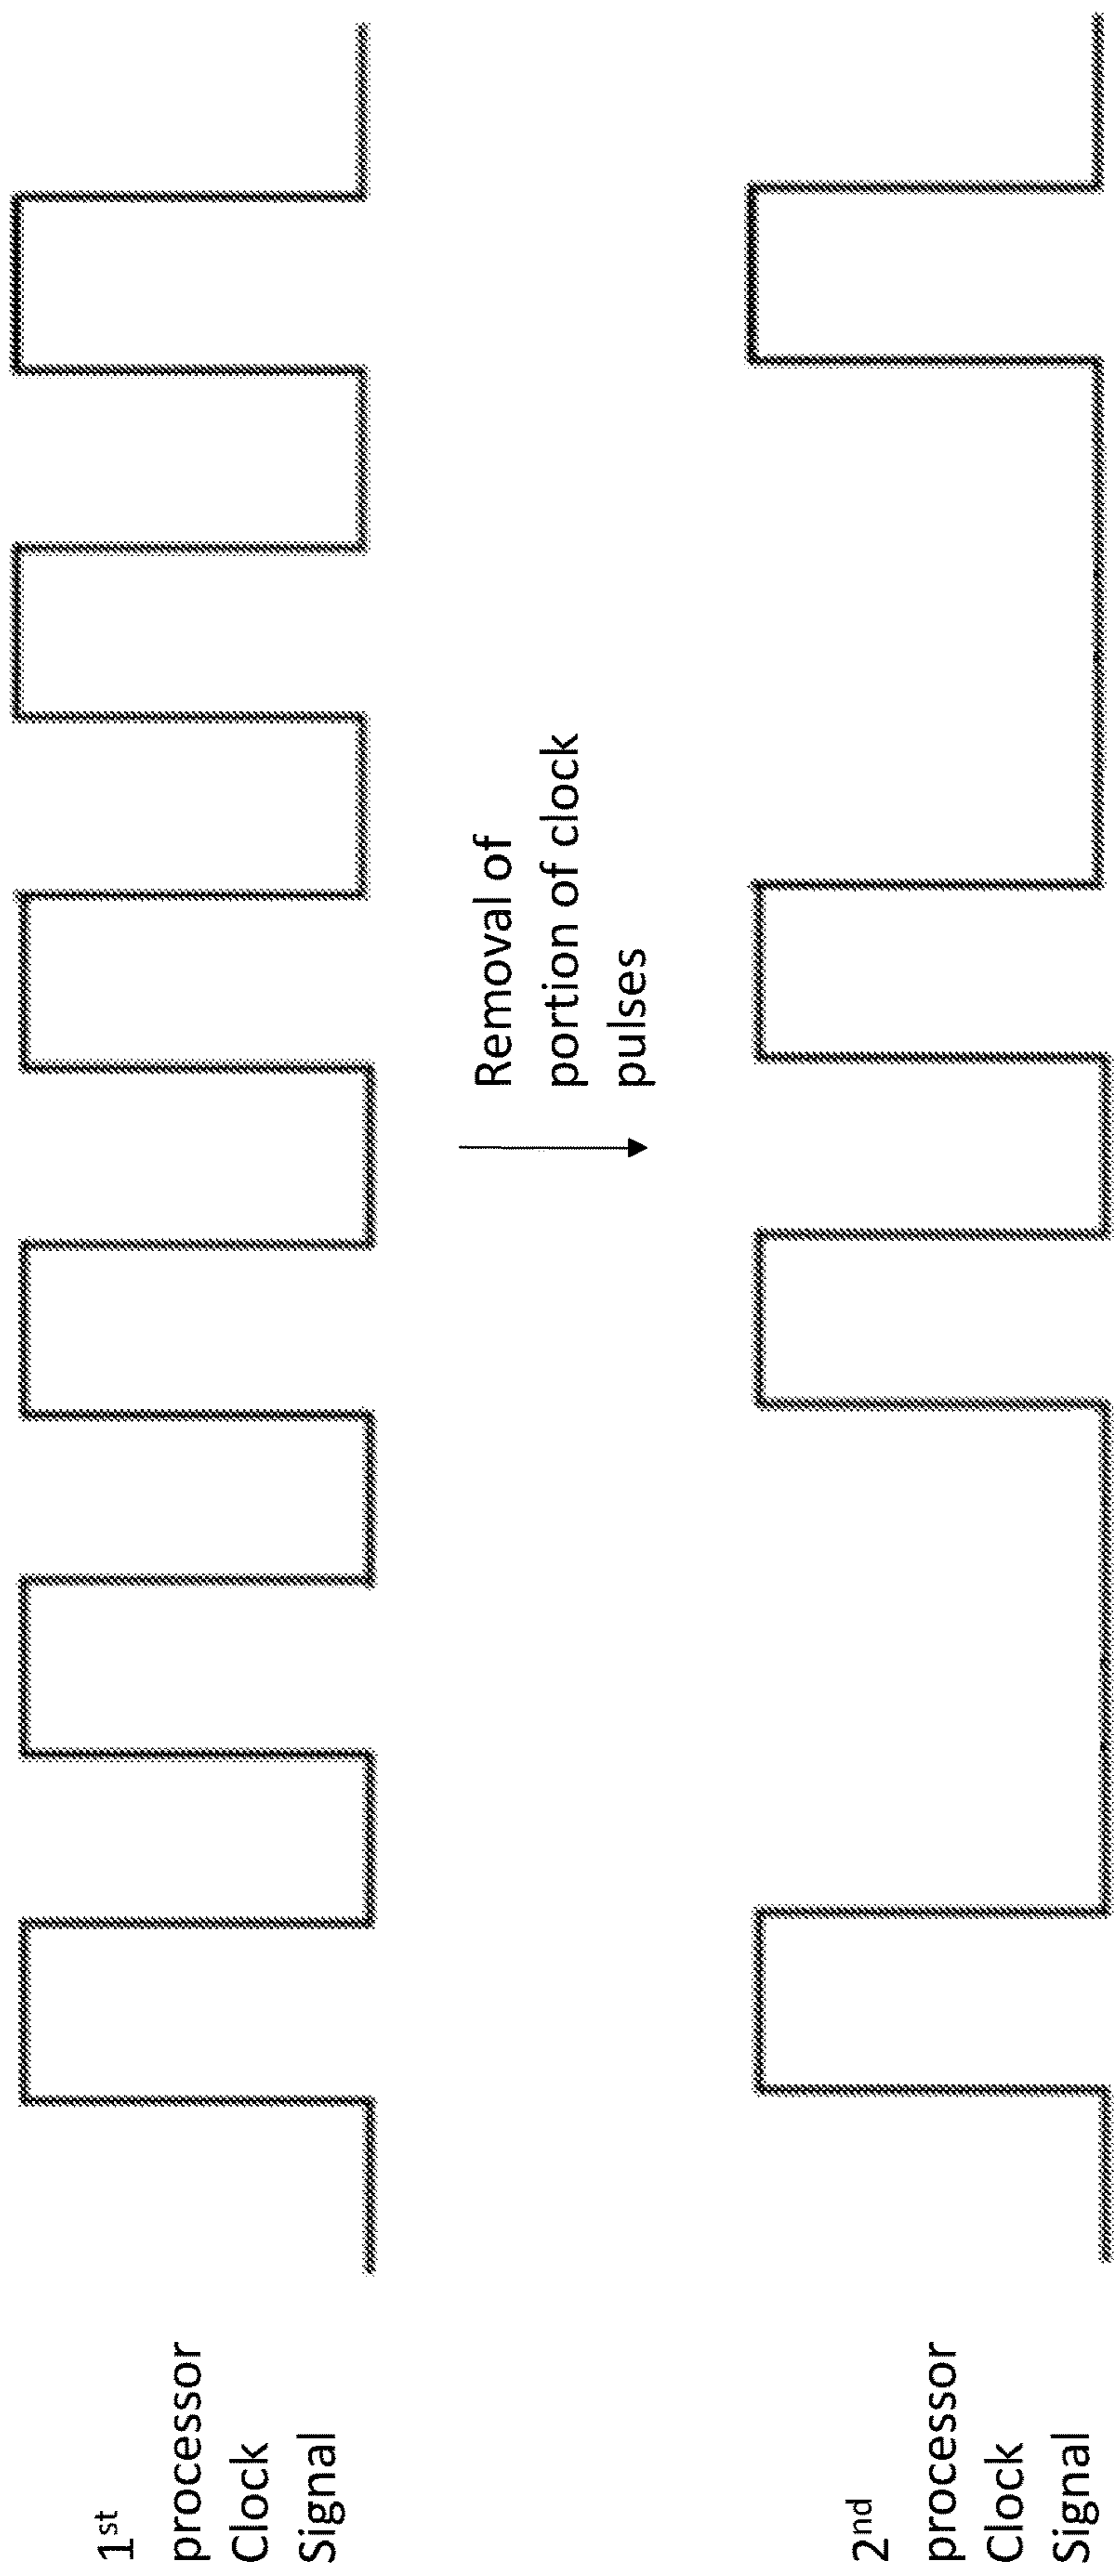 1st
processor
Clock
Signal
Removal of
portion of clock
pulses
2nd
processor
Clock
Signal